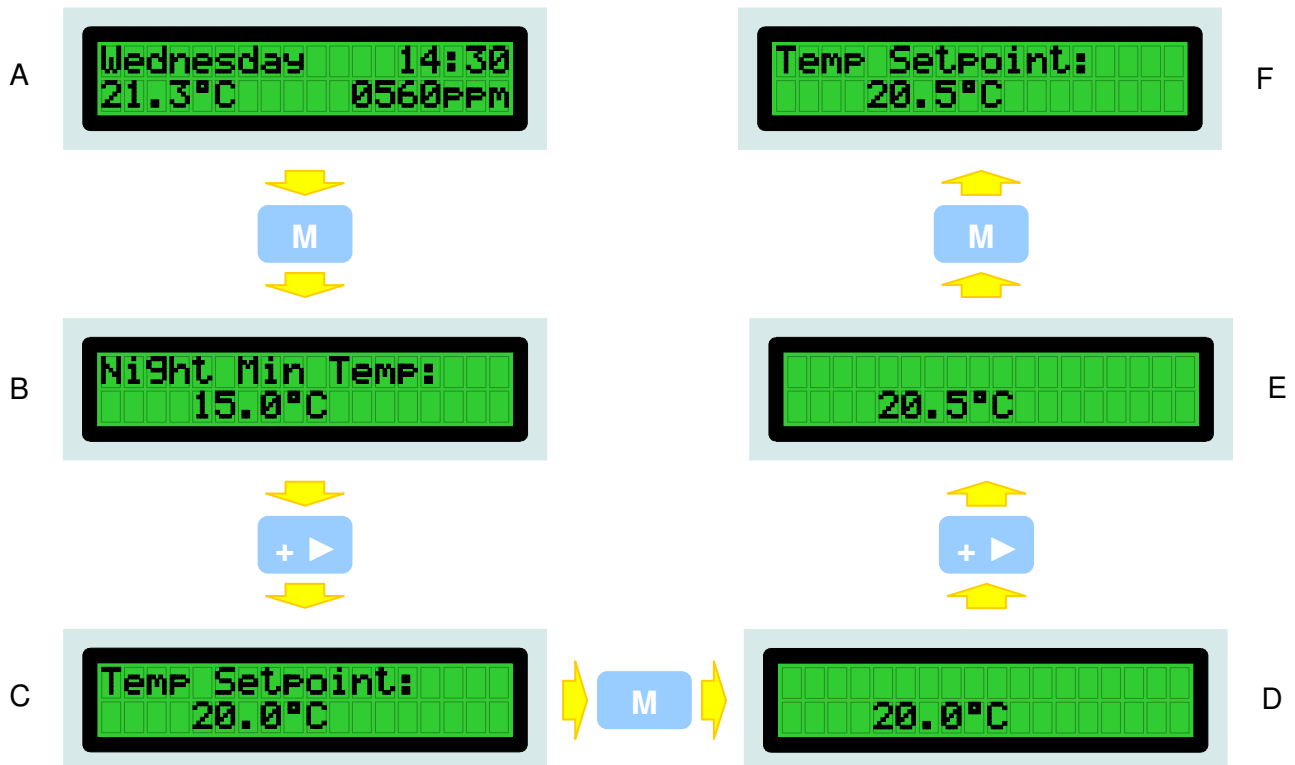 A
Wednesday 14:30
21.3°C 0560ppm
M
B
Night Min Temp:
15.0°C
+ ►
C
Temp Setpoint:
20.0°C
M
D
20.0°C
+ ►
E
20.5°C
M
F
Temp Setpoint:
20.5°C